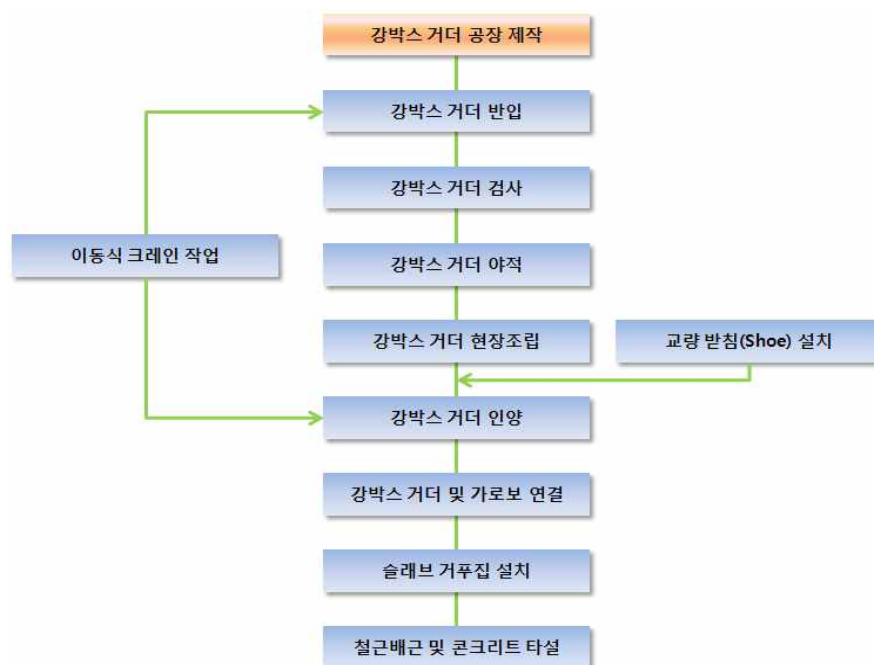 강박스 거더 공장 제작
강박스 거더 반입
강박스 거더 검사
이동식 크레인 작업
강박스 거더 야적
강박스 거더 현장조립
교량 받침(Shoe) 설치
강박스 거더 인양
강박스 거더 및 가로보 연결
슬래브 거푸집 설치
철근배근 및 콘크리트 타설